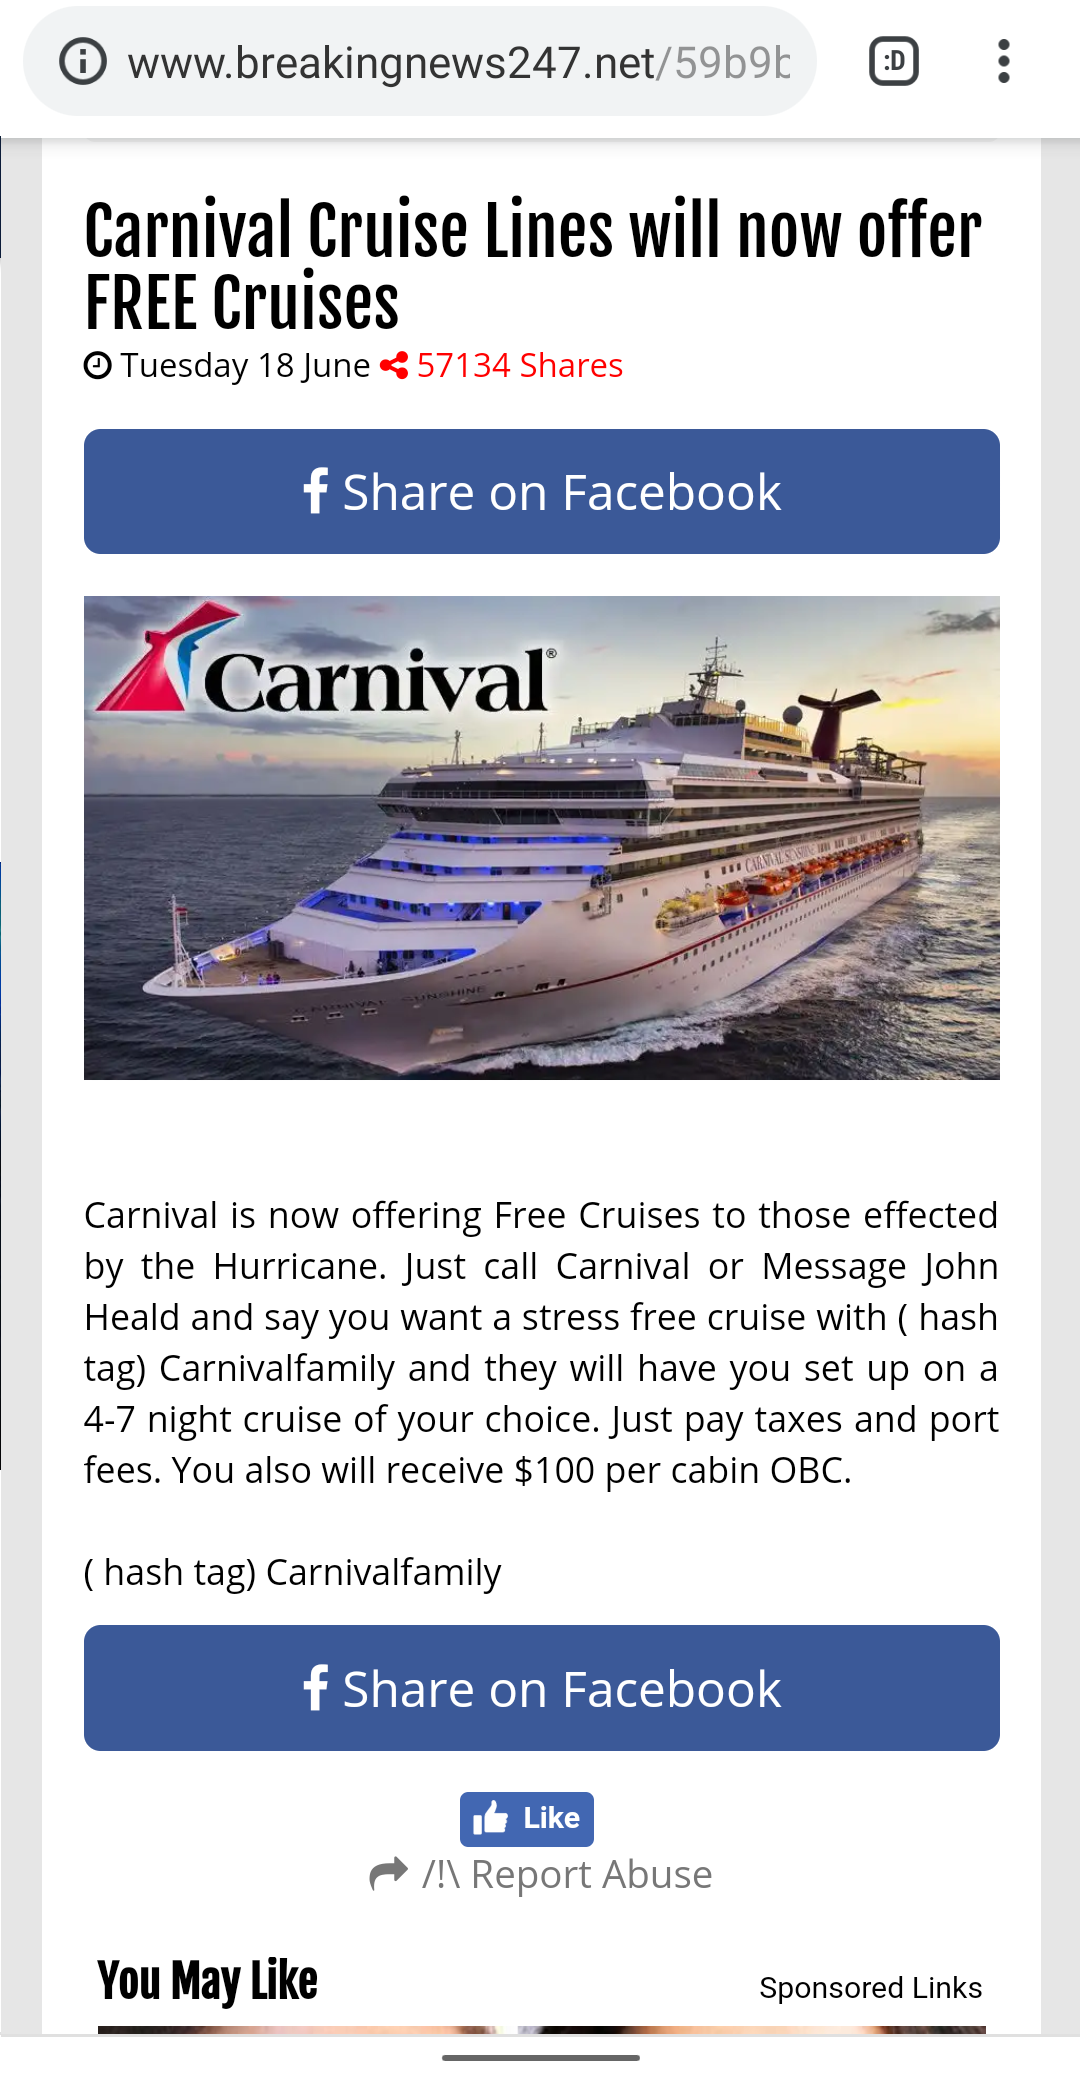 www.breakingnews247.net/59b9b
:D
Carnival Cruise Lines will now offer
FREE Cruises
Tuesday 18 June 57134 Shares
f Share on Facebook
Carnival®
CARNIVAL SUNSHINE
CARNIVAL SUNSHINE
Carnival is now offering Free Cruises to those effected
by the Hurricane. Just call Carnival or Message John
Heald and say you want a stress free cruise with ( hash
tag) Carnivalfamily and they will have you set up on a
4-7 night cruise of your choice. Just pay taxes and port
fees. You also will receive $100 per cabin OBC.
( hash tag) Carnivalfamily
f Share on Facebook
Like
/!\ Report Abuse
You May Like
Sponsored Links